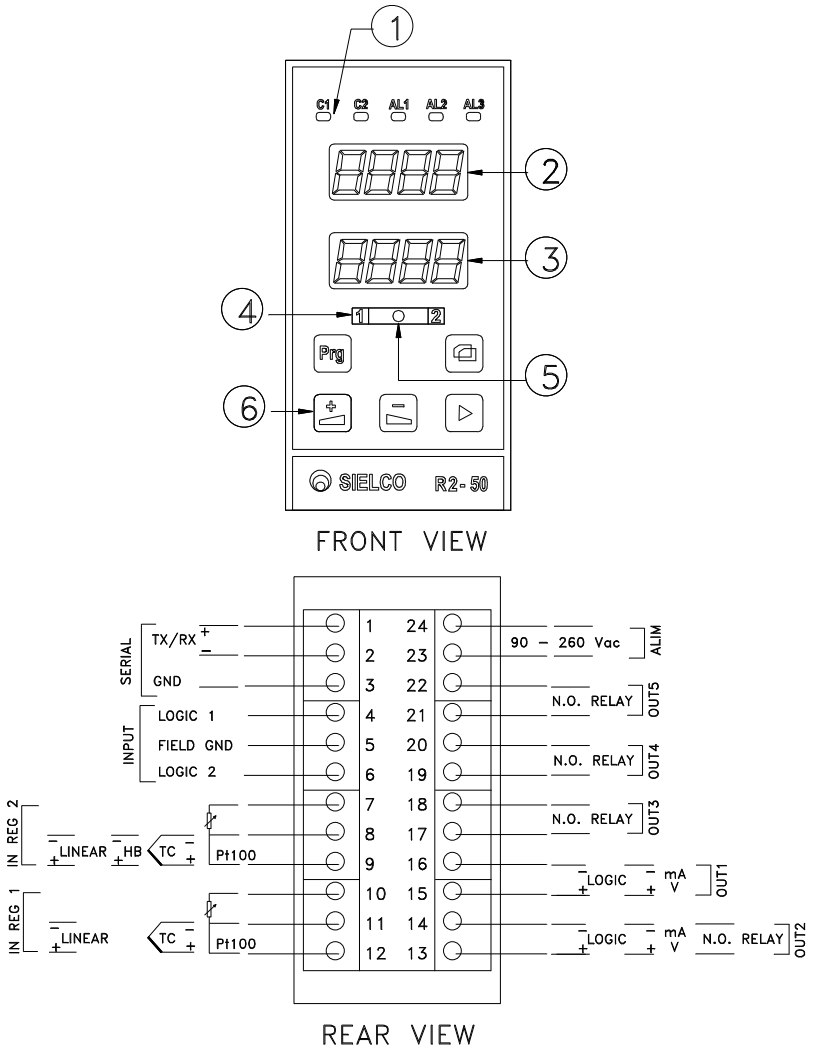 1
C1 C2 AL1 AL2 AL3
8888 2
8888 3
4 1 2
Prg
5
6 + −
SIELCO R2-50
FRONT VIEW
SERIAL TX/RX + 1 24 90 - 260 Vac ALIM
− 2 23
GND 3 22 N.O. RELAY OUT5
INPUT LOGIC 1 4 21
FIELD GND 5 20 N.O. RELAY OUT4
LOGIC 2 6 19
IN REG 2 7 18 N.O. RELAY OUT3
− + LINEAR − + HB TC − + 8 17
Pt100 9 16 − + LOGIC − + mA V OUT1
IN REG 1 10 15
− + LINEAR TC − + 11 14 − + LOGIC − + mA V N.O. RELAY OUT2
Pt100 12 13
REAR VIEW